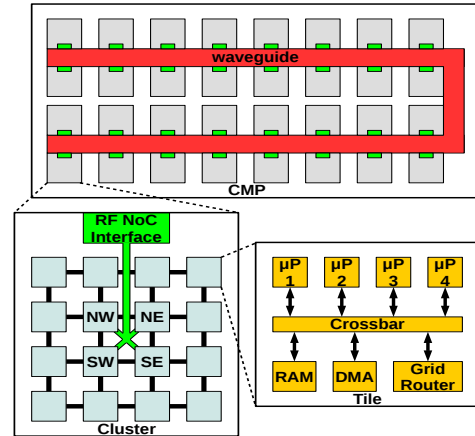 waveguide
CMP
RF NoC
Interface
NW NE
SW SE
Cluster
µP µP µP µP
1 2 3 4
Crossbar
RAM DMA Grid
Router
Tile